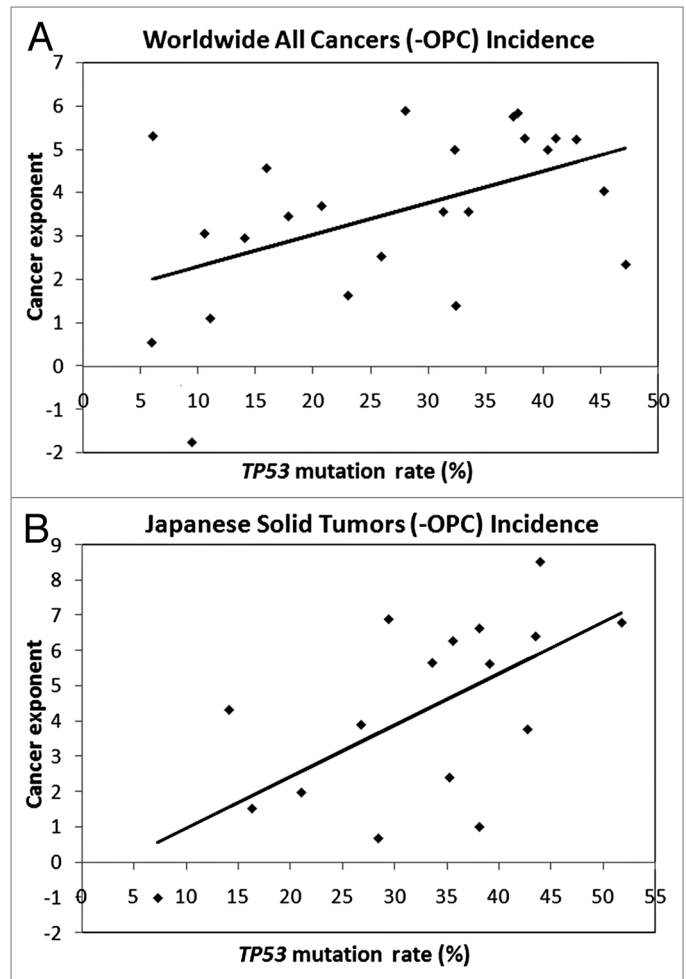 A
Worldwide All Cancers (-OPC) Incidence
7
6
5
4
3
2
1
0
-1
-2
Cancer exponent
0 5 10 15 20 25 30 35 40 45 50
TP53 mutation rate (%)
B
Japanese Solid Tumors (-OPC) Incidence
9
8
7
6
5
4
3
2
1
0
-1
-2
Cancer exponent
0 5 10 15 20 25 30 35 40 45 50 55
TP53 mutation rate (%)